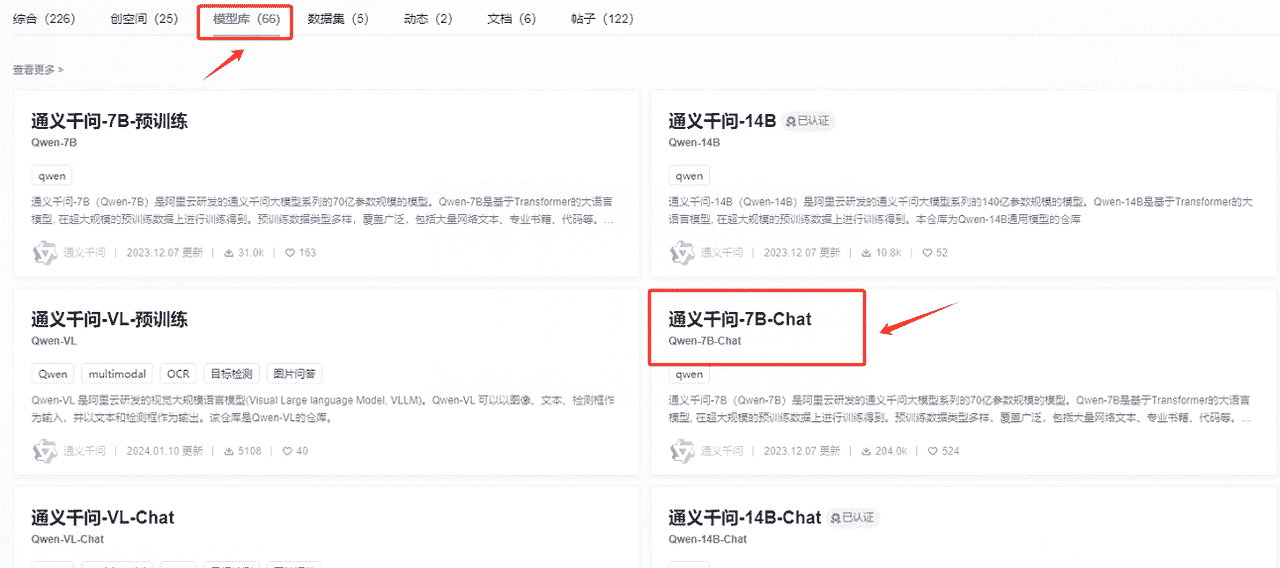 综合（226） 创空间（25） 模型库（66） 数据集（5） 动态（2） 文档（6） 帖子（122）
查看更多 >
通义千问-7B-预训练
Qwen-7B
qwen
通义千问-7B（Qwen-7B）是阿里云研发的通义千问大模型系列的70亿参数规模的模型。Qwen-7B是基于Transformer的大语言
模型, 在超大规模的预训练数据上进行训练得到。预训练数据类型多样，覆盖广泛，包括大量网络文本、专业书籍、代码等。...
通义千问 | 2023.12.07 更新 | 31.0k | 163
通义千问-14B 已认证
Qwen-14B
qwen
通义千问-14B（Qwen-14B）是阿里云研发的通义千问大模型系列的140亿参数规模的模型。Qwen-14B是基于Transformer的大
语言模型, 在超大规模的预训练数据上进行训练得到。本仓库为Qwen-14B通用模型的仓库
通义千问 | 2023.12.07 更新 | 10.8k | 52
通义千问-VL-预训练
Qwen-VL
Qwen multimodal OCR 目标检测 图片问答
Qwen-VL 是阿里云研发的视觉大规模语言模型(Visual Large language Model, VLLM)。Qwen-VL 可以以图像、文本、检测框作
为输入，并以文本和检测框作为输出。该仓库是Qwen-VL的仓库。
通义千问 | 2024.01.10 更新 | 5108 | 40
通义千问-7B-Chat
Qwen-7B-Chat
qwen
通义千问-7B（Qwen-7B）是阿里云研发的通义千问大模型系列的70亿参数规模的模型。Qwen-7B是基于Transformer的大语言
模型, 在超大规模的预训练数据上进行训练得到。预训练数据类型多样，覆盖广泛，包括大量网络文本、专业书籍、代码等。...
通义千问 | 2023.12.07 更新 | 204.0k | 524
通义千问-VL-Chat
Qwen-VL-Chat
通义千问-14B-Chat 已认证
Qwen-14B-Chat